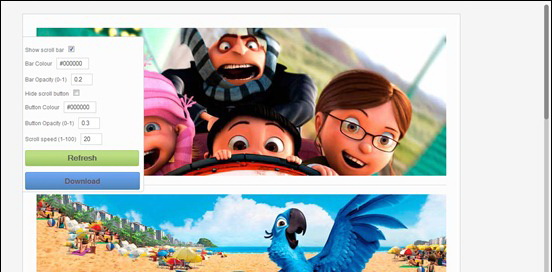 Show scroll bar
Bar Colour #000000
Bar Opacity (0-1) 0.2
Hide scroll button
Button Colour #000000
Button Opacity (0-1) 0.3
Scroll speed (1-100) 20
Refresh
Download